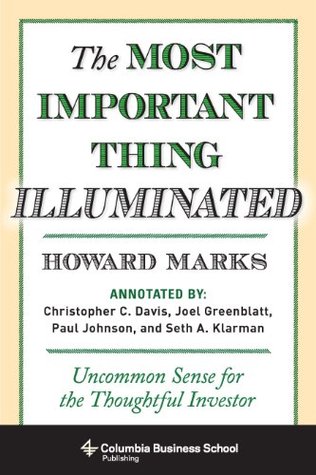 The MOST
IMPORTANT
THING
ILLUMINATED
HOWARD MARKS
ANNOTATED BY:
Christopher C. Davis, Joel Greenblatt,
Paul Johnson, and Seth A. Klarman
Uncommon Sense for
the Thoughtful Investor
Columbia Business School
Publishing